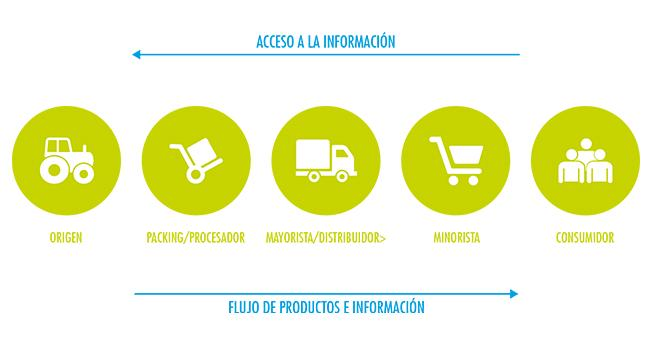 ACCESO A LA INFORMACIÓN
ORIGEN
PACKING/PROCESADOR
MAYORISTA/DISTRIBUIDOR>
MINORISTA
CONSUMIDOR
FLUJO DE PRODUCTOS E INFORMACIÓN